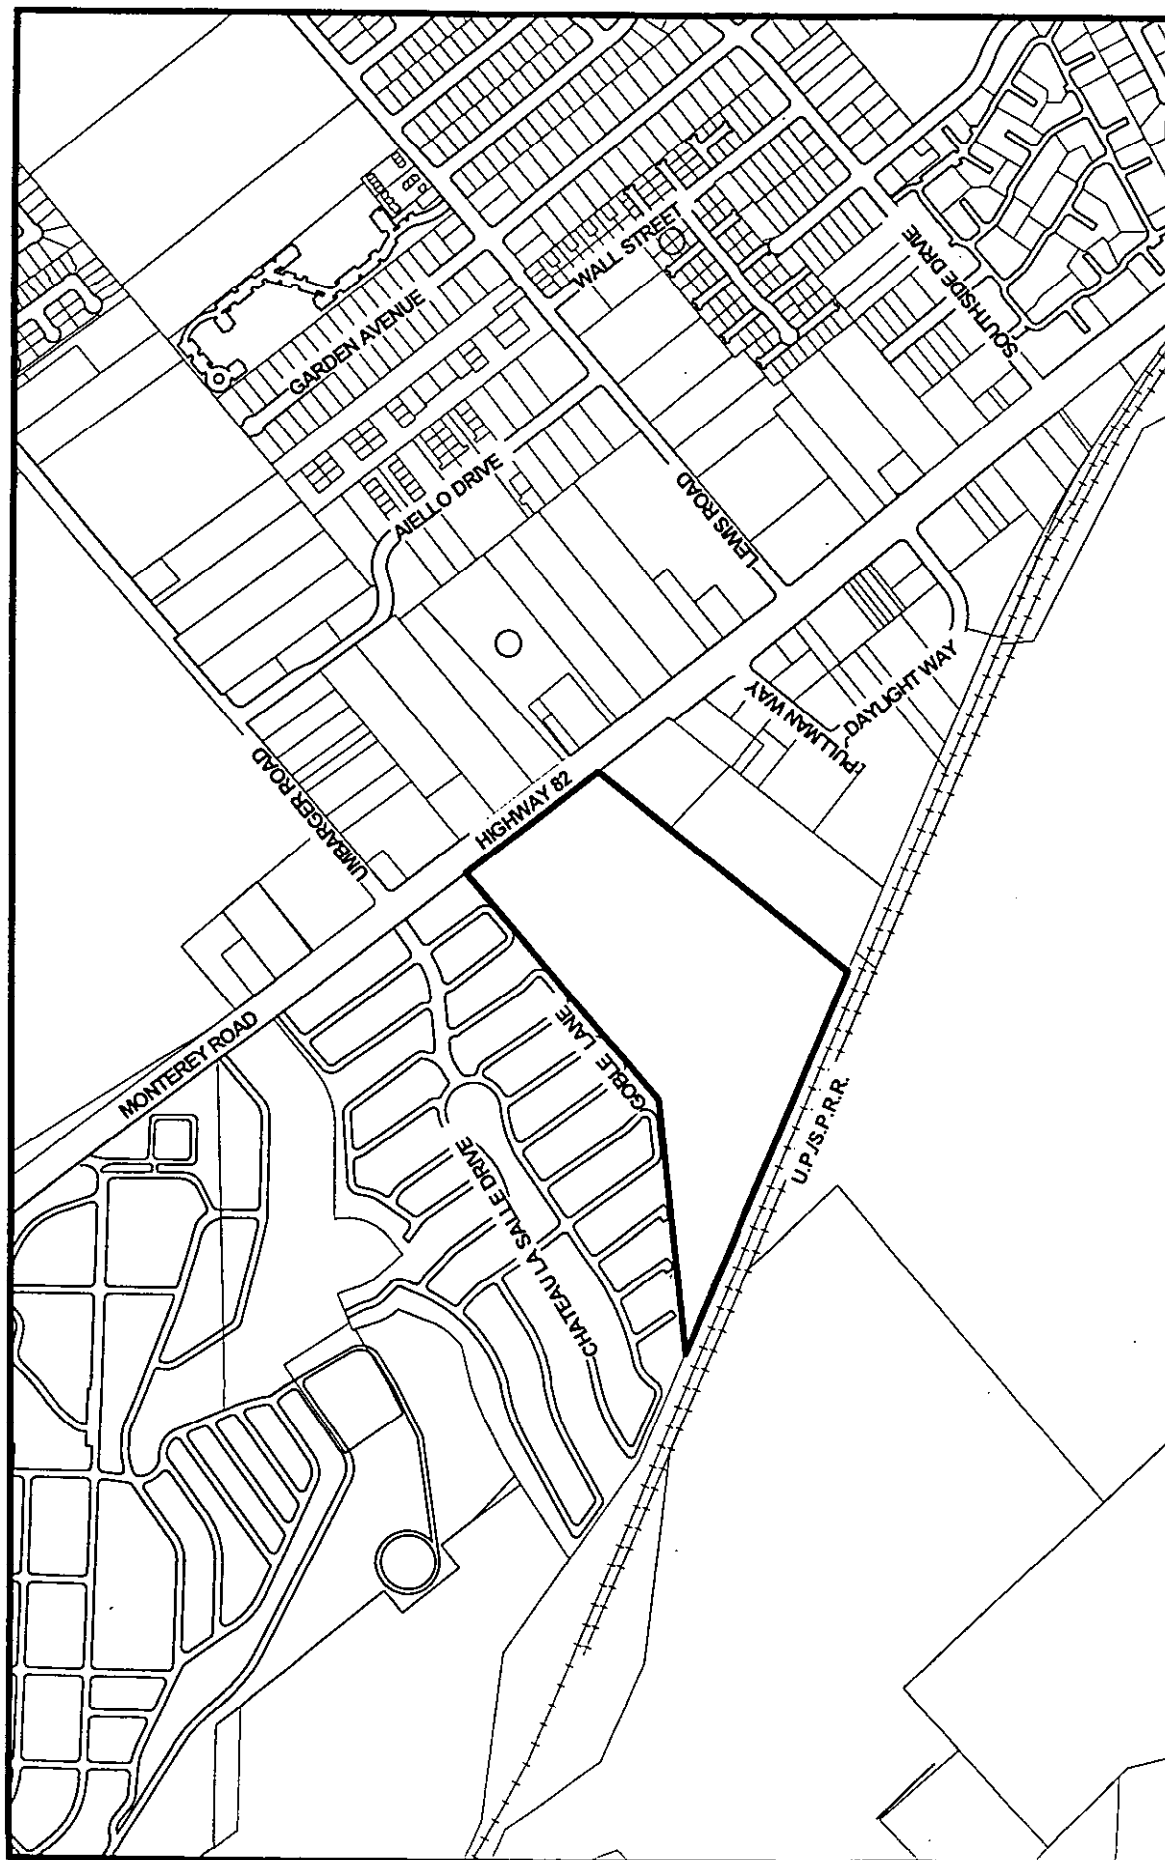 WALL STREET
SOUTHSIDE DRVIE
GARDEN AVENUE
AIELLO DRIVE
LEWIS ROAD
PULLMAN WAY
DAYLIGHT WAY
UMBARGER ROAD
HIGHWAY 82
MONTEREY ROAD
GOBLE LANE
U.P./S.P.R.R.
CHATEAU LA SALLE DRIVE